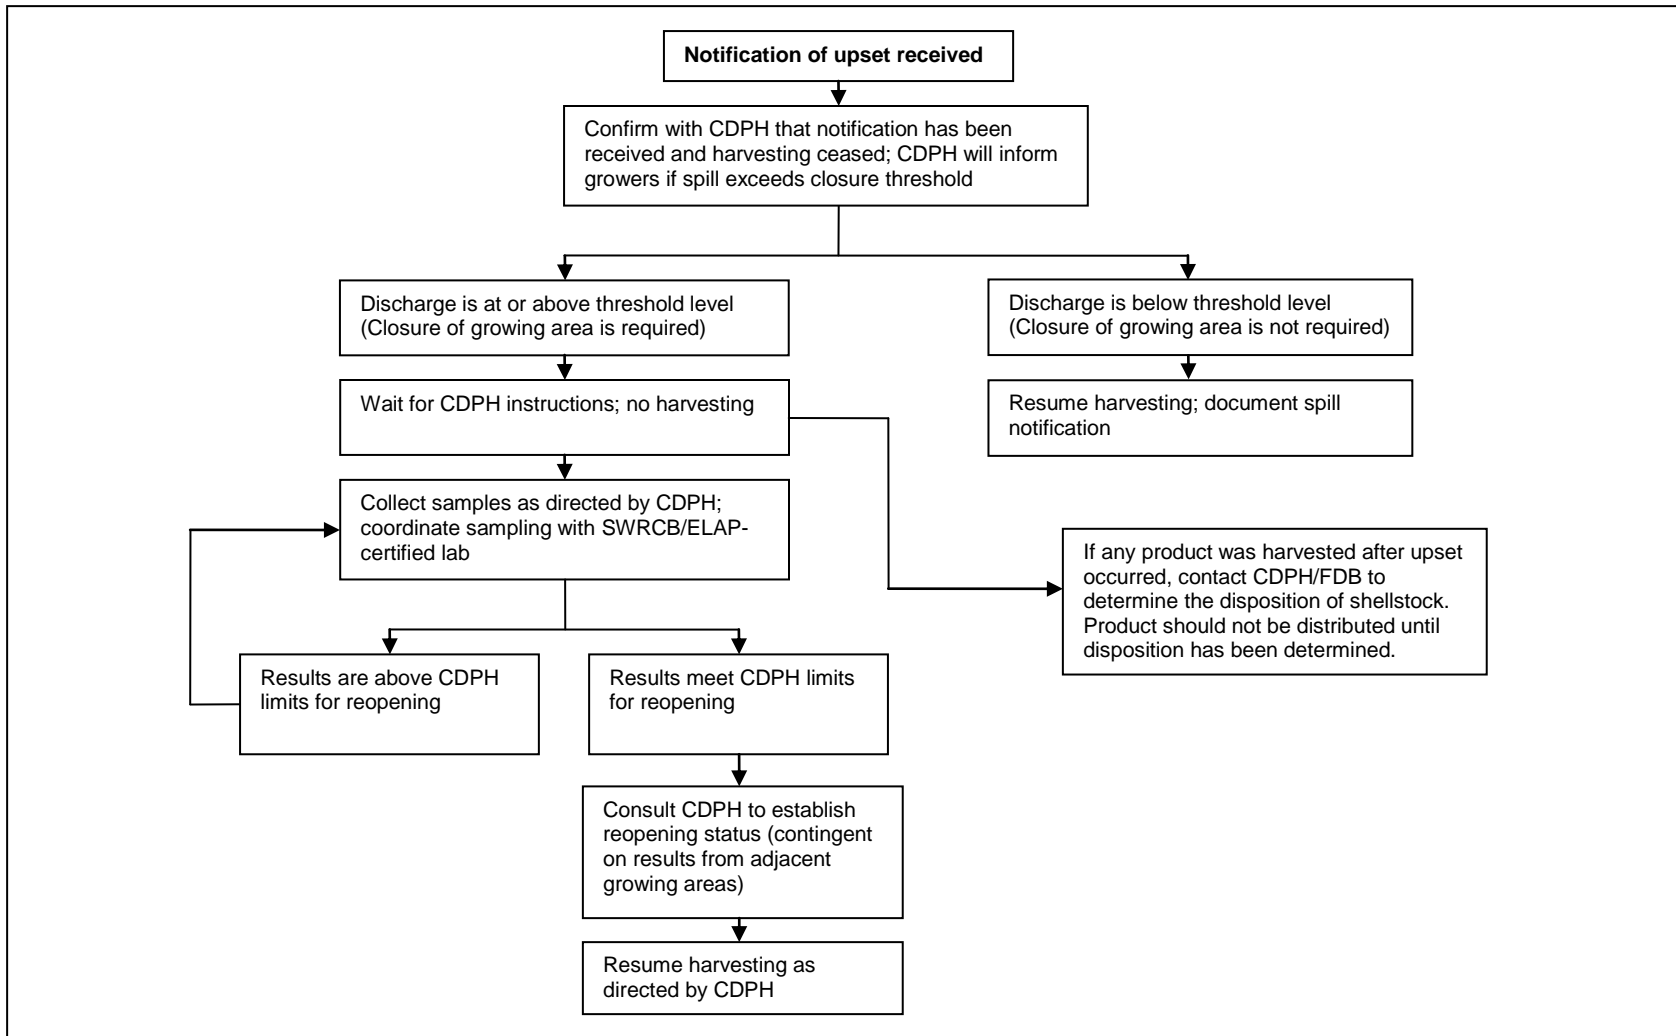 Notification of upset received
Confirm with CDPH that notification has been
received and harvesting ceased; CDPH will inform
growers if spill exceeds closure threshold
Discharge is at or above threshold level
(Closure of growing area is required)
Discharge is below threshold level
(Closure of growing area is not required)
Wait for CDPH instructions; no harvesting
Resume harvesting; document spill
notification
Collect samples as directed by CDPH;
coordinate sampling with SWRCB/ELAP-
certified lab
If any product was harvested after upset
occurred, contact CDPH/FDB to
determine the disposition of shellstock.
Product should not be distributed until
disposition has been determined.
Results are above CDPH
limits for reopening
Results meet CDPH limits
for reopening
Consult CDPH to establish
reopening status (contingent
on results from adjacent
growing areas)
Resume harvesting as
directed by CDPH